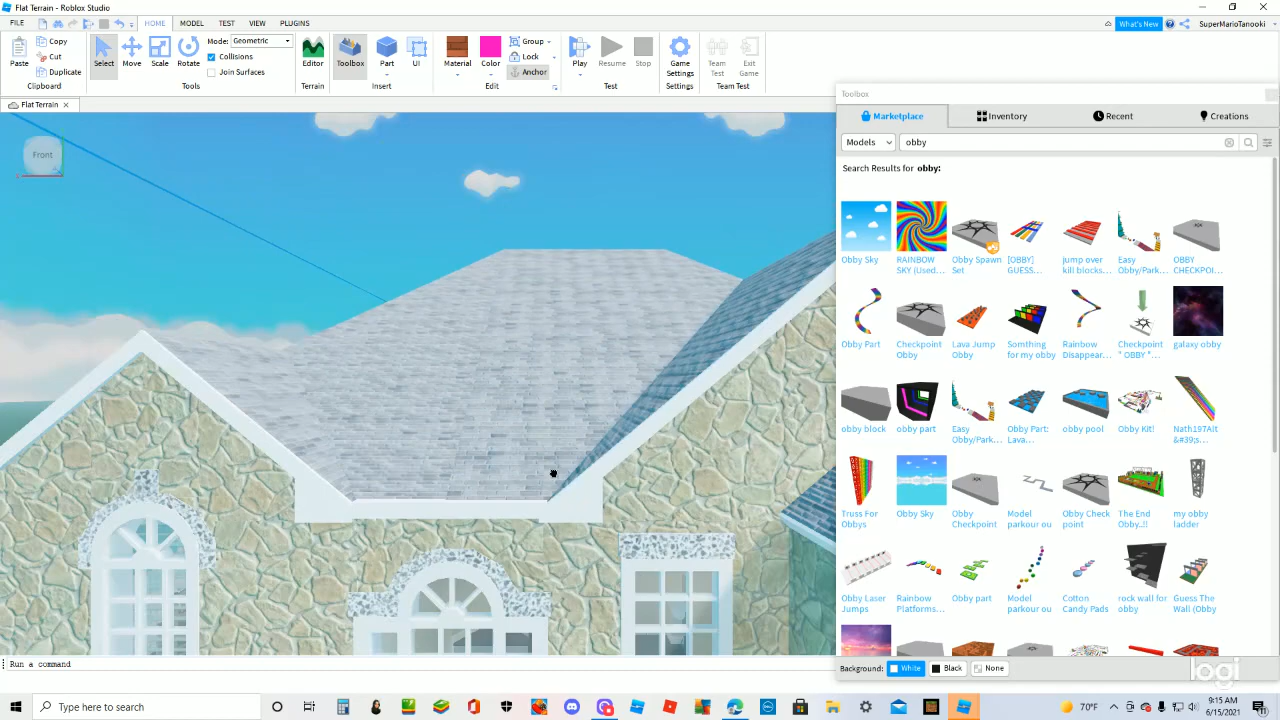 Flat Terrain - Roblox Studio
FILE
HOME MODEL TEST VIEW PLUGINS
What's New
SuperMarioTanooki
Paste
Copy
Cut
Duplicate
Clipboard
Select Move Scale Rotate
Mode: Geometric
Collisions
Join Surfaces
Tools
Editor
Terrain
Toolbox Part UI
Insert
Material Color
Group
Lock
Anchor
Edit
Play Resume Stop
Test
Game Settings
Settings
Team Test
Exit Game
Team Test
Flat Terrain
Front
Toolbox
Marketplace Inventory Recent Creations
Models obby
Search Results for obby:
Obby Sky
RAINBOW SKY (Used...
Obby Spawn Set
[OBBY] GUESS...
jump over kill blocks...
Easy Obby/Park...
OBBY CHECKPOI...
Obby Part
Checkpoint Obby
Lava Jump Obby
Somthing for my obby
Rainbow Disappear...
Checkpoint " OBBY "...
galaxy obby
obby block
obby part
Easy Obby/Park...
Obby Part: Lava...
obby pool
Obby Kit!
Nath197Ait &#39;s...
Truss For Obbys
Obby Sky
Obby Checkpoint
Model parkour ou
Obby Check point
The End Obby..!!
my obby ladder
Obby Laser Jumps
Rainbow Platforms...
Obby part
Model parkour ou
Cotton Candy Pads
rock wall for obby
Guess The Wall (Obby
Background: White Black None
logi
Run a command
Type here to search
70°F
9:15 AM
6/15/2021